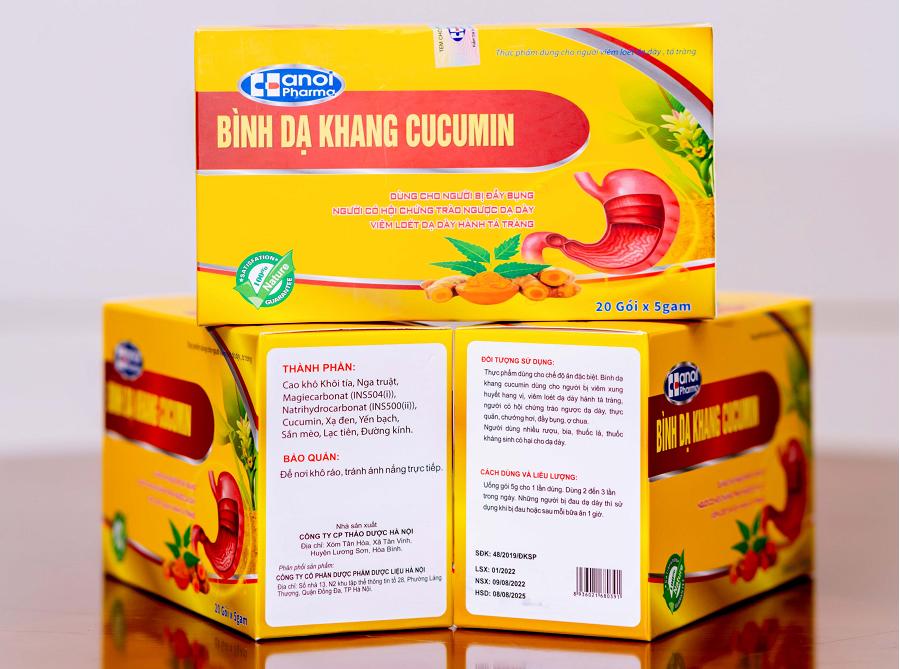 TEM CHỐ
Thực phẩm dùng cho người viêm loét dạ dày, tá tràng
Hanoi
Pharma
BÌNH DẠ KHANG CUCUMIN
DÙNG CHO NGƯỜI BỊ ĐẦY BỤNG
NGƯỜI CÓ HỘI CHỨNG TRÀO NGƯỢC DẠ DÀY
VIÊM LOÉT DẠ DÀY HÀNH TÁ TRÀNG
SATISFACTION
100%
Nature
GUARANTEE
20 Gói x 5gam
anoi
Pharma
BÌNH DẠ KHANG CUCUMIN
20 Gói x 5gam
THÀNH PHẦN:
Cao khô Khôi tía, Nga truật,
Magiecarbonat (INS504(i)),
Natrihydrocarbonat (INS500(ii)),
Cucumin, Xạ đen, Yến bạch,
Sắn mèo, Lạc tiên, Đường kính.
BẢO QUẢN:
Để nơi khô ráo, tránh ánh nắng trực tiếp.
Nhà sản xuất
CÔNG TY CP THẢO DƯỢC HÀ NỘI
Địa chỉ: Xóm Tân Hòa, Xã Tân Vinh,
Huyện Lương Sơn, Hòa Bình.
Phân phối sản phẩm:
CÔNG TY CỔ PHẦN DƯỢC PHẨM DƯỢC LIỆU HÀ NỘI
Địa chỉ: Số nhà 13, N2 khu tập thể thông tin tổ 28, Phường Láng
Thượng, Quận Đống Đa, TP Hà Nội.
ĐỐI TƯỢNG SỬ DỤNG:
Thực phẩm dùng cho chế độ ăn đặc biệt. Bình dạ
khang cucumin dùng cho người bị viêm xung
huyết hang vị, viêm loét dạ dày hành tá tràng,
người có hội chứng trào ngược dạ dày, thực
quản, chướng hơi, đầy bụng, ợ chua.
Người dùng nhiều rượu, bia, thuốc lá, thuốc
kháng sinh có hại cho dạ dày.
CÁCH DÙNG VÀ LIỀU LƯỢNG:
Uống gói 5g cho 1 lần dùng. Dùng 2 đến 3 lần
trong ngày. Những người bị đau dạ dày thì sử
dụng khi bị đau hoặc sau mỗi bữa ăn 1 giờ.
SĐK: 48/2019/ĐKSP
LSX: 01/2022
NSX: 09/08/2022
HSD: 08/08/2025
8 936021 680391
Hanoi
Pharma
BÌNH DẠ KHANG CUCUMIN